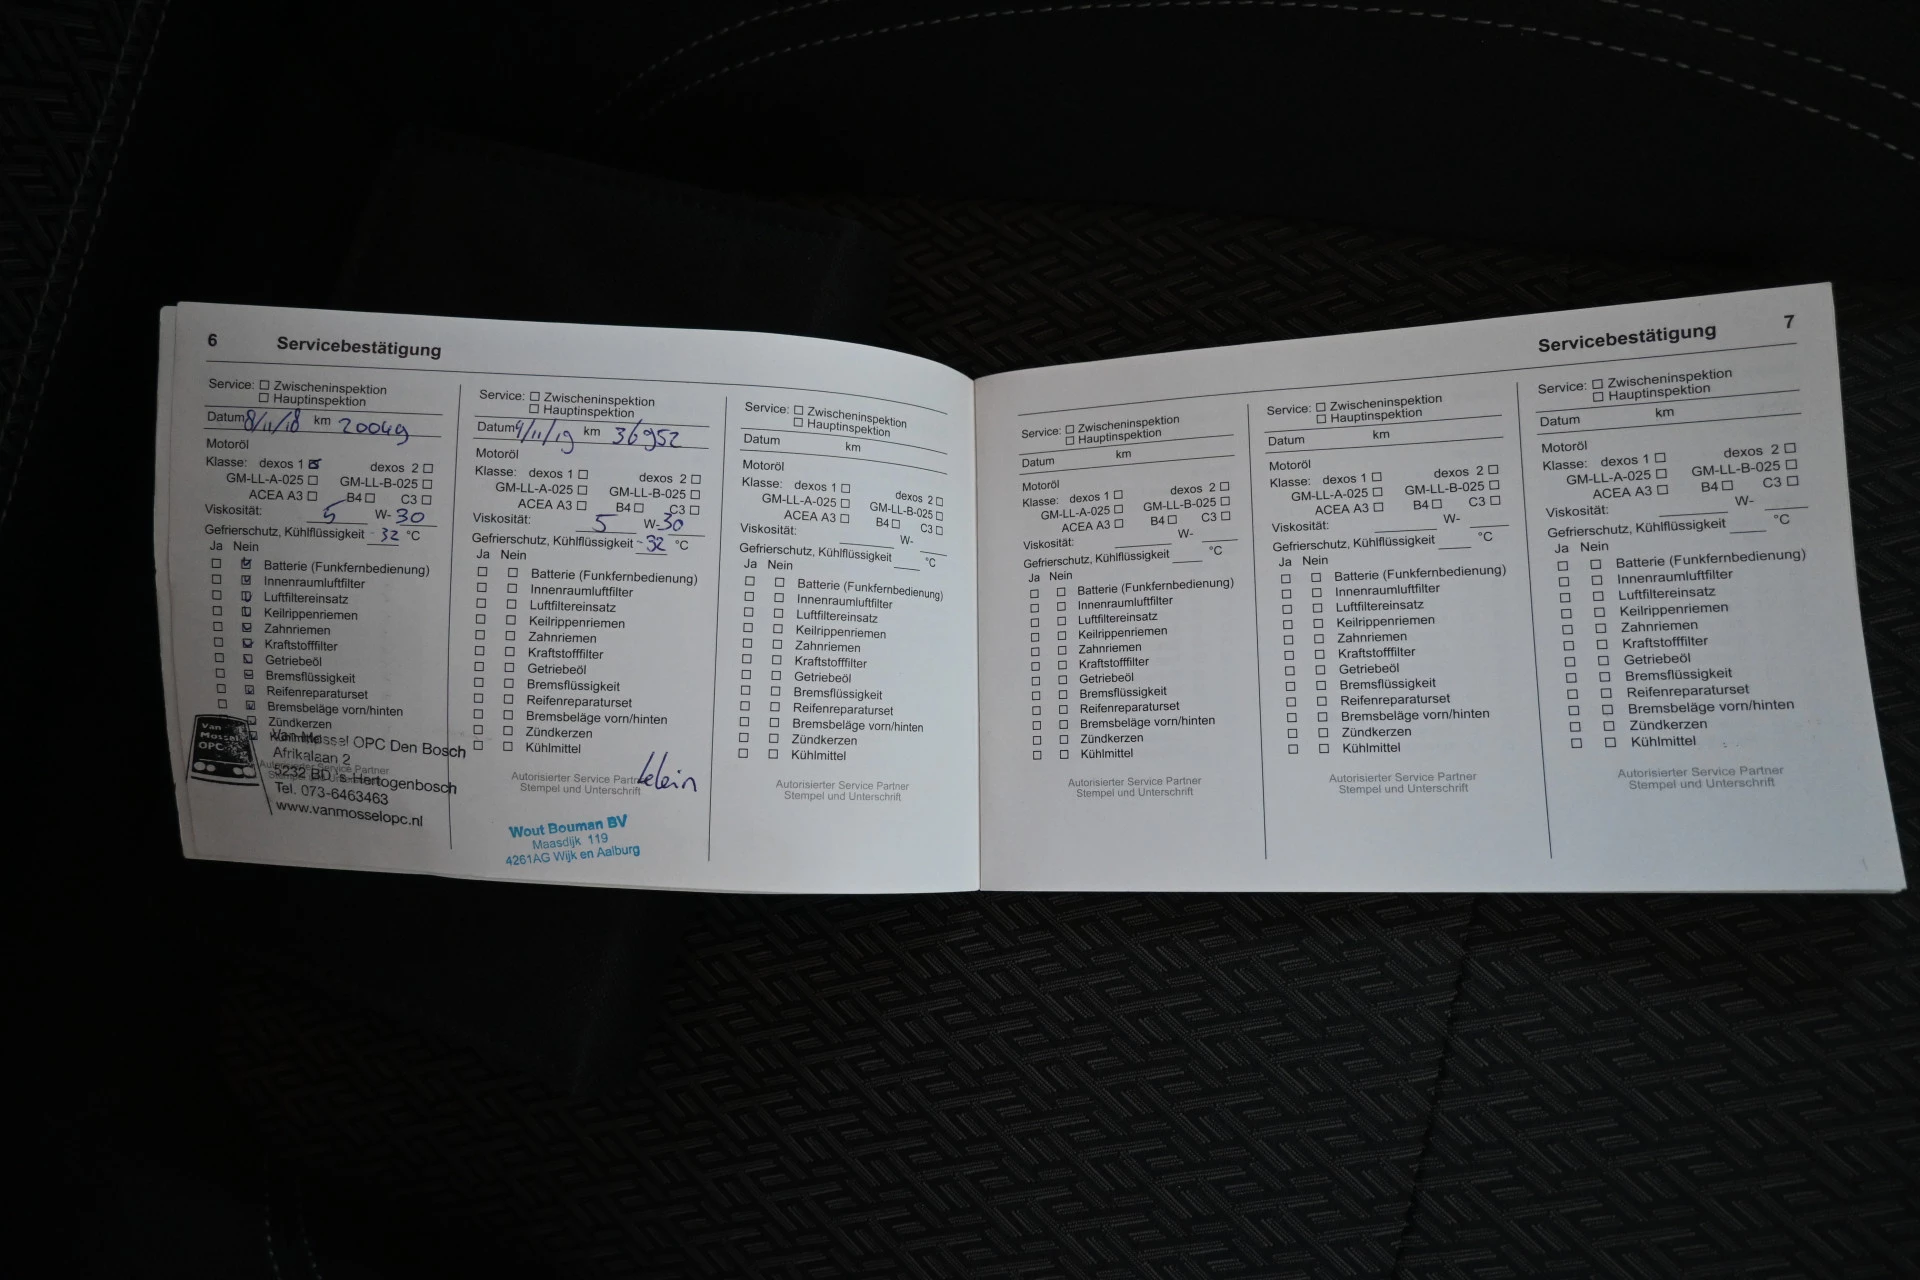 6 Servicebestätigung
Service: ☐ Zwischeninspektion
☐ Hauptinspektion
Datum 8/11/18 km 20049
Motoröl
Klasse: dexos 1 ☒ dexos 2 ☐
GM-LL-A-025 ☐ GM-LL-B-025 ☐
ACEA A3 ☐ B4 ☐ C3 ☐
Viskosität: 5 W- 30
Gefrierschutz, Kühlflüssigkeit - 32 °C
Ja Nein
☐ ☑ Batterie (Funkfernbedienung)
☐ ☑ Innenraumluftfilter
☐ ☑ Luftfiltereinsatz
☐ ☑ Keilrippenriemen
☐ ☑ Zahnriemen
☐ ☑ Kraftstofffilter
☐ ☑ Getriebeöl
☐ ☑ Bremsflüssigkeit
☐ ☑ Reifenreparaturset
☐ ☑ Bremsbeläge vorn/hinten
Zündkerzen
Kühlmittel
Autorisierter Service Partner
Van
Mossel
OPC
Van Mossel OPC Den Bosch
Afrikalaan 2
5232 BD 's-Hertogenbosch
Tel. 073-6463463
www.vanmosselopc.nl
Service: ☐ Zwischeninspektion
☐ Hauptinspektion
Datum 9/11/19 km 36952
Motoröl
Klasse: dexos 1 ☐ dexos 2 ☐
GM-LL-A-025 ☐ GM-LL-B-025 ☐
ACEA A3 ☐ B4 ☐ C3 ☐
Viskosität: 5 W-30
Gefrierschutz, Kühlflüssigkeit - 32 °C
Ja Nein
☐ ☐ Batterie (Funkfernbedienung)
☐ ☐ Innenraumluftfilter
☐ ☐ Luftfiltereinsatz
☐ ☐ Keilrippenriemen
☐ ☐ Zahnriemen
☐ ☐ Kraftstofffilter
☐ ☐ Getriebeöl
☐ ☐ Bremsflüssigkeit
☐ ☐ Reifenreparaturset
☐ ☐ Bremsbeläge vorn/hinten
☐ ☐ Zündkerzen
☐ ☐ Kühlmittel
Autorisierter Service Partner
Stempel und Unterschrift
Wout Bouman BV
Maasdijk 119
4261AG Wijk en Aalburg
Service: ☐ Zwischeninspektion
☐ Hauptinspektion
Datum km
Motoröl
Klasse: dexos 1 ☐ dexos 2 ☐
GM-LL-A-025 ☐ GM-LL-B-025 ☐
ACEA A3 ☐ B4 ☐ C3 ☐
Viskosität: W-
Gefrierschutz, Kühlflüssigkeit °C
Ja Nein
☐ ☐ Batterie (Funkfernbedienung)
☐ ☐ Innenraumluftfilter
☐ ☐ Luftfiltereinsatz
☐ ☐ Keilrippenriemen
☐ ☐ Zahnriemen
☐ ☐ Kraftstofffilter
☐ ☐ Getriebeöl
☐ ☐ Bremsflüssigkeit
☐ ☐ Reifenreparaturset
☐ ☐ Bremsbeläge vorn/hinten
☐ ☐ Zündkerzen
☐ ☐ Kühlmittel
Autorisierter Service Partner
Stempel und Unterschrift
Servicebestätigung 7
Service: ☐ Zwischeninspektion
☐ Hauptinspektion
Datum km
Motoröl
Klasse: dexos 1 ☐ dexos 2 ☐
GM-LL-A-025 ☐ GM-LL-B-025 ☐
ACEA A3 ☐ B4 ☐ C3 ☐
Viskosität: W-
Gefrierschutz, Kühlflüssigkeit °C
Ja Nein
☐ ☐ Batterie (Funkfernbedienung)
☐ ☐ Innenraumluftfilter
☐ ☐ Luftfiltereinsatz
☐ ☐ Keilrippenriemen
☐ ☐ Zahnriemen
☐ ☐ Kraftstofffilter
☐ ☐ Getriebeöl
☐ ☐ Bremsflüssigkeit
☐ ☐ Reifenreparaturset
☐ ☐ Bremsbeläge vorn/hinten
☐ ☐ Zündkerzen
☐ ☐ Kühlmittel
Autorisierter Service Partner
Stempel und Unterschrift
Service: ☐ Zwischeninspektion
☐ Hauptinspektion
Datum km
Motoröl
Klasse: dexos 1 ☐ dexos 2 ☐
GM-LL-A-025 ☐ GM-LL-B-025 ☐
ACEA A3 ☐ B4 ☐ C3 ☐
Viskosität: W-
Gefrierschutz, Kühlflüssigkeit °C
Ja Nein
☐ ☐ Batterie (Funkfernbedienung)
☐ ☐ Innenraumluftfilter
☐ ☐ Luftfiltereinsatz
☐ ☐ Keilrippenriemen
☐ ☐ Zahnriemen
☐ ☐ Kraftstofffilter
☐ ☐ Getriebeöl
☐ ☐ Bremsflüssigkeit
☐ ☐ Reifenreparaturset
☐ ☐ Bremsbeläge vorn/hinten
☐ ☐ Zündkerzen
☐ ☐ Kühlmittel
Autorisierter Service Partner
Stempel und Unterschrift
Service: ☐ Zwischeninspektion
☐ Hauptinspektion
Datum km
Motoröl
Klasse: dexos 1 ☐ dexos 2 ☐
GM-LL-A-025 ☐ GM-LL-B-025 ☐
ACEA A3 ☐ B4 ☐ C3 ☐
Viskosität: W-
Gefrierschutz, Kühlflüssigkeit °C
Ja Nein
☐ ☐ Batterie (Funkfernbedienung)
☐ ☐ Innenraumluftfilter
☐ ☐ Luftfiltereinsatz
☐ ☐ Keilrippenriemen
☐ ☐ Zahnriemen
☐ ☐ Kraftstofffilter
☐ ☐ Getriebeöl
☐ ☐ Bremsflüssigkeit
☐ ☐ Reifenreparaturset
☐ ☐ Bremsbeläge vorn/hinten
☐ ☐ Zündkerzen
☐ ☐ Kühlmittel
Autorisierter Service Partner
Stempel und Unterschrift